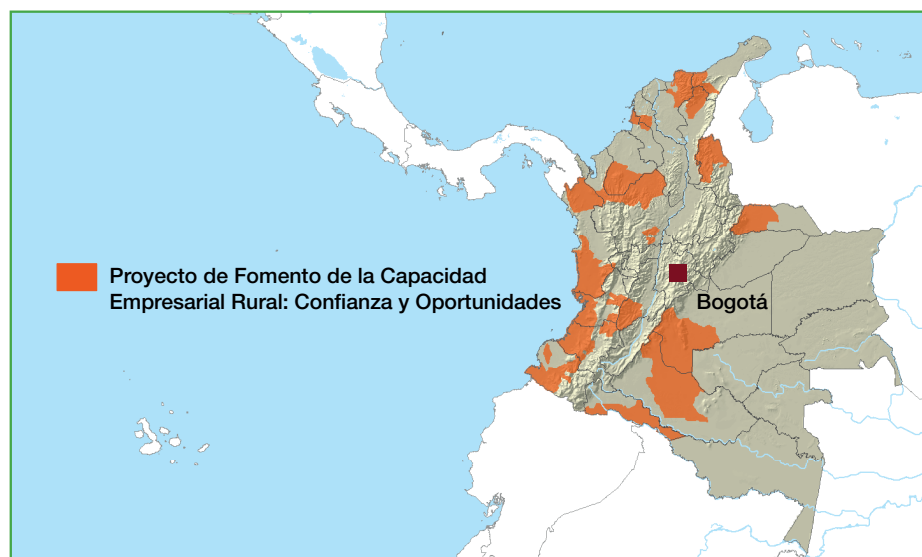 Proyecto de Fomento de la Capacidad
Empresarial Rural: Confianza y Oportunidades
Bogotá